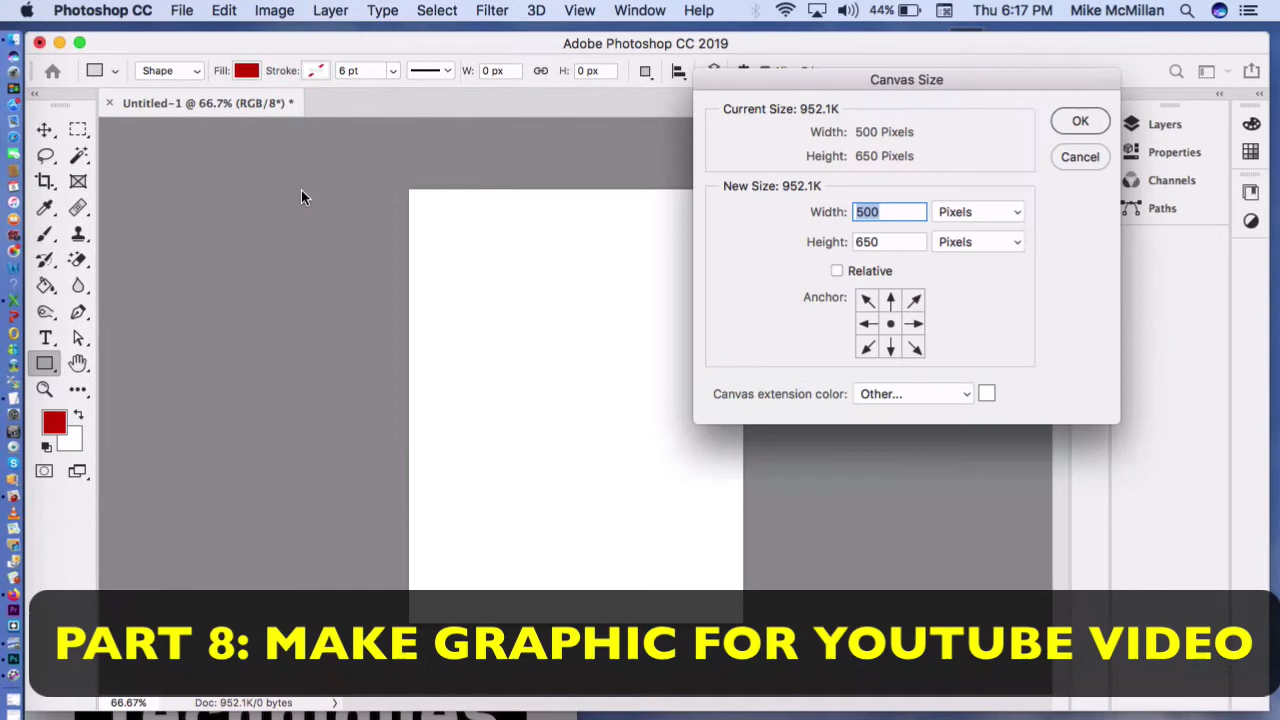 Photoshop CC File Edit Image Layer Type Select Filter 3D View Window Help 44% Thu 6:17 PM Mike McMillan
Adobe Photoshop CC 2019
Shape Fill: Stroke: 6 pt W: 0 px H: 0 px
Canvas Size
Untitled-1 @ 66.7% (RGB/8*) *
Current Size: 952.1K
Width: 500 Pixels
Height: 650 Pixels
OK
Cancel
New Size: 952.1K
Width: 500 Pixels
Height: 650 Pixels
Relative
Anchor:
Canvas extension color: Other...
Layers
Properties
Channels
Paths
PART 8: MAKE GRAPHIC FOR YOUTUBE VIDEO
66.67% Doc: 952.1K/0 bytes